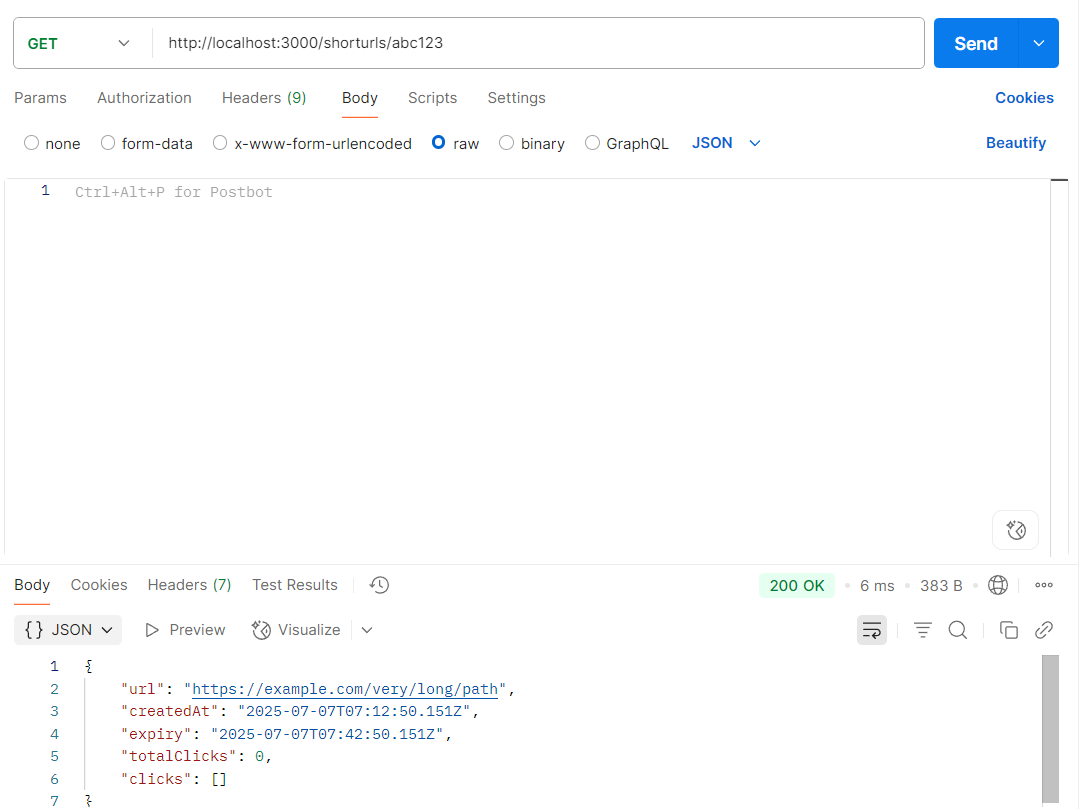 GET http://localhost:3000/shorturls/abc123 Send
Params Authorization Headers (9) Body Scripts Settings Cookies
none form-data x-www-form-urlencoded raw binary GraphQL JSON Beautify
1 Ctrl+Alt+P for Postbot
Body Cookies Headers (7) Test Results 200 OK 6 ms 383 B
{} JSON Preview Visualize
1 {
2 "url": "https://example.com/very/long/path",
3 "createdAt": "2025-07-07T07:12:50.151Z",
4 "expiry": "2025-07-07T07:42:50.151Z",
5 "totalClicks": 0,
6 "clicks": []
7 }